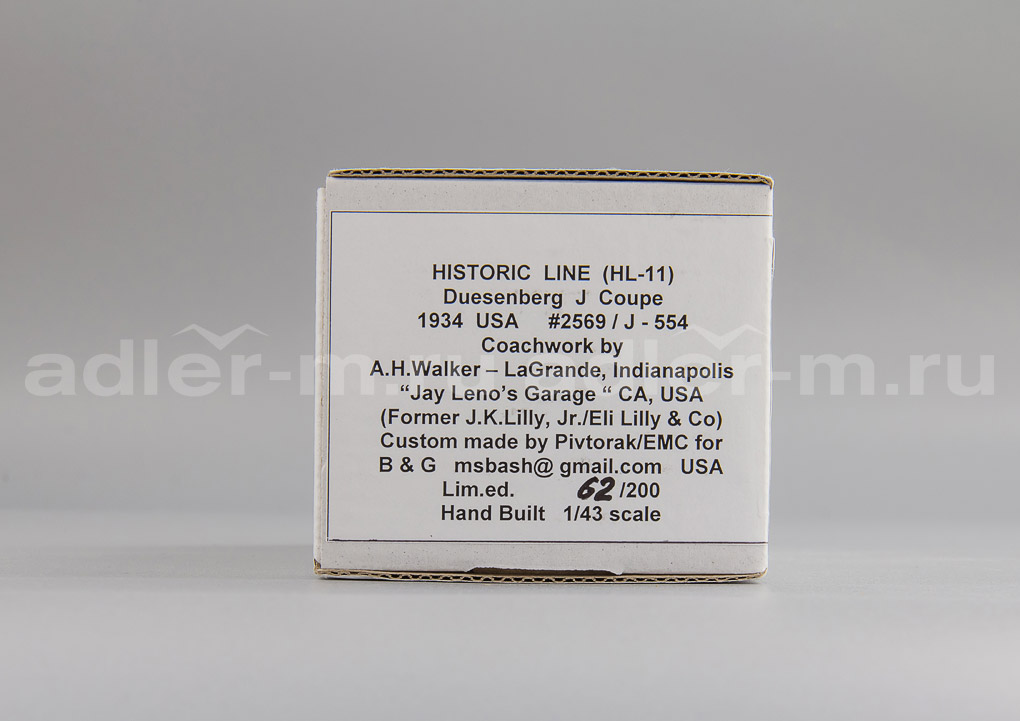 HISTORIC LINE (HL-11)
Duesenberg J Coupe
1934 USA #2569 / J - 554
Coachwork by
A.H.Walker – LaGrande, Indianapolis
“Jay Leno’s Garage “ CA, USA
(Former J.K.Lilly, Jr./Eli Lilly & Co)
Custom made by Pivtorak/EMC for
B & G msbash@ gmail.com USA
Lim.ed. 62 /200
Hand Built 1/43 scale
adler-m.ru adler-m.ru